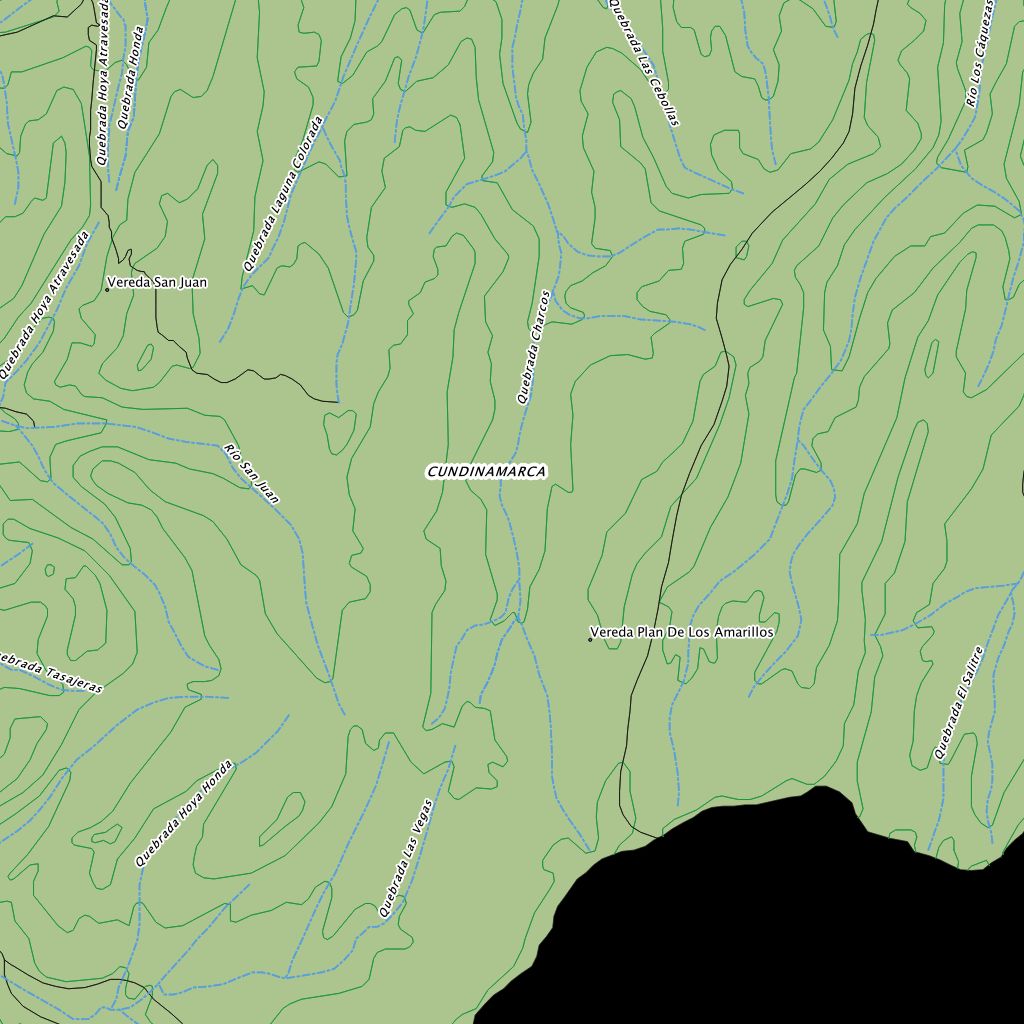 Quebrada Hoya Atravesada
Quebrada Honda
Quebrada Las Cebollas
Río Los Cáquezas
Quebrada Laguna Colorada
Quebrada Hoya Atravesada
Vereda San Juan
Quebrada Charcos
Río San Juan
CUNDINAMARCA
Vereda Plan De Los Amarillos
Quebrada Tasajeras
Quebrada El Salitre
Quebrada Hoya Honda
Quebrada Las Vegas